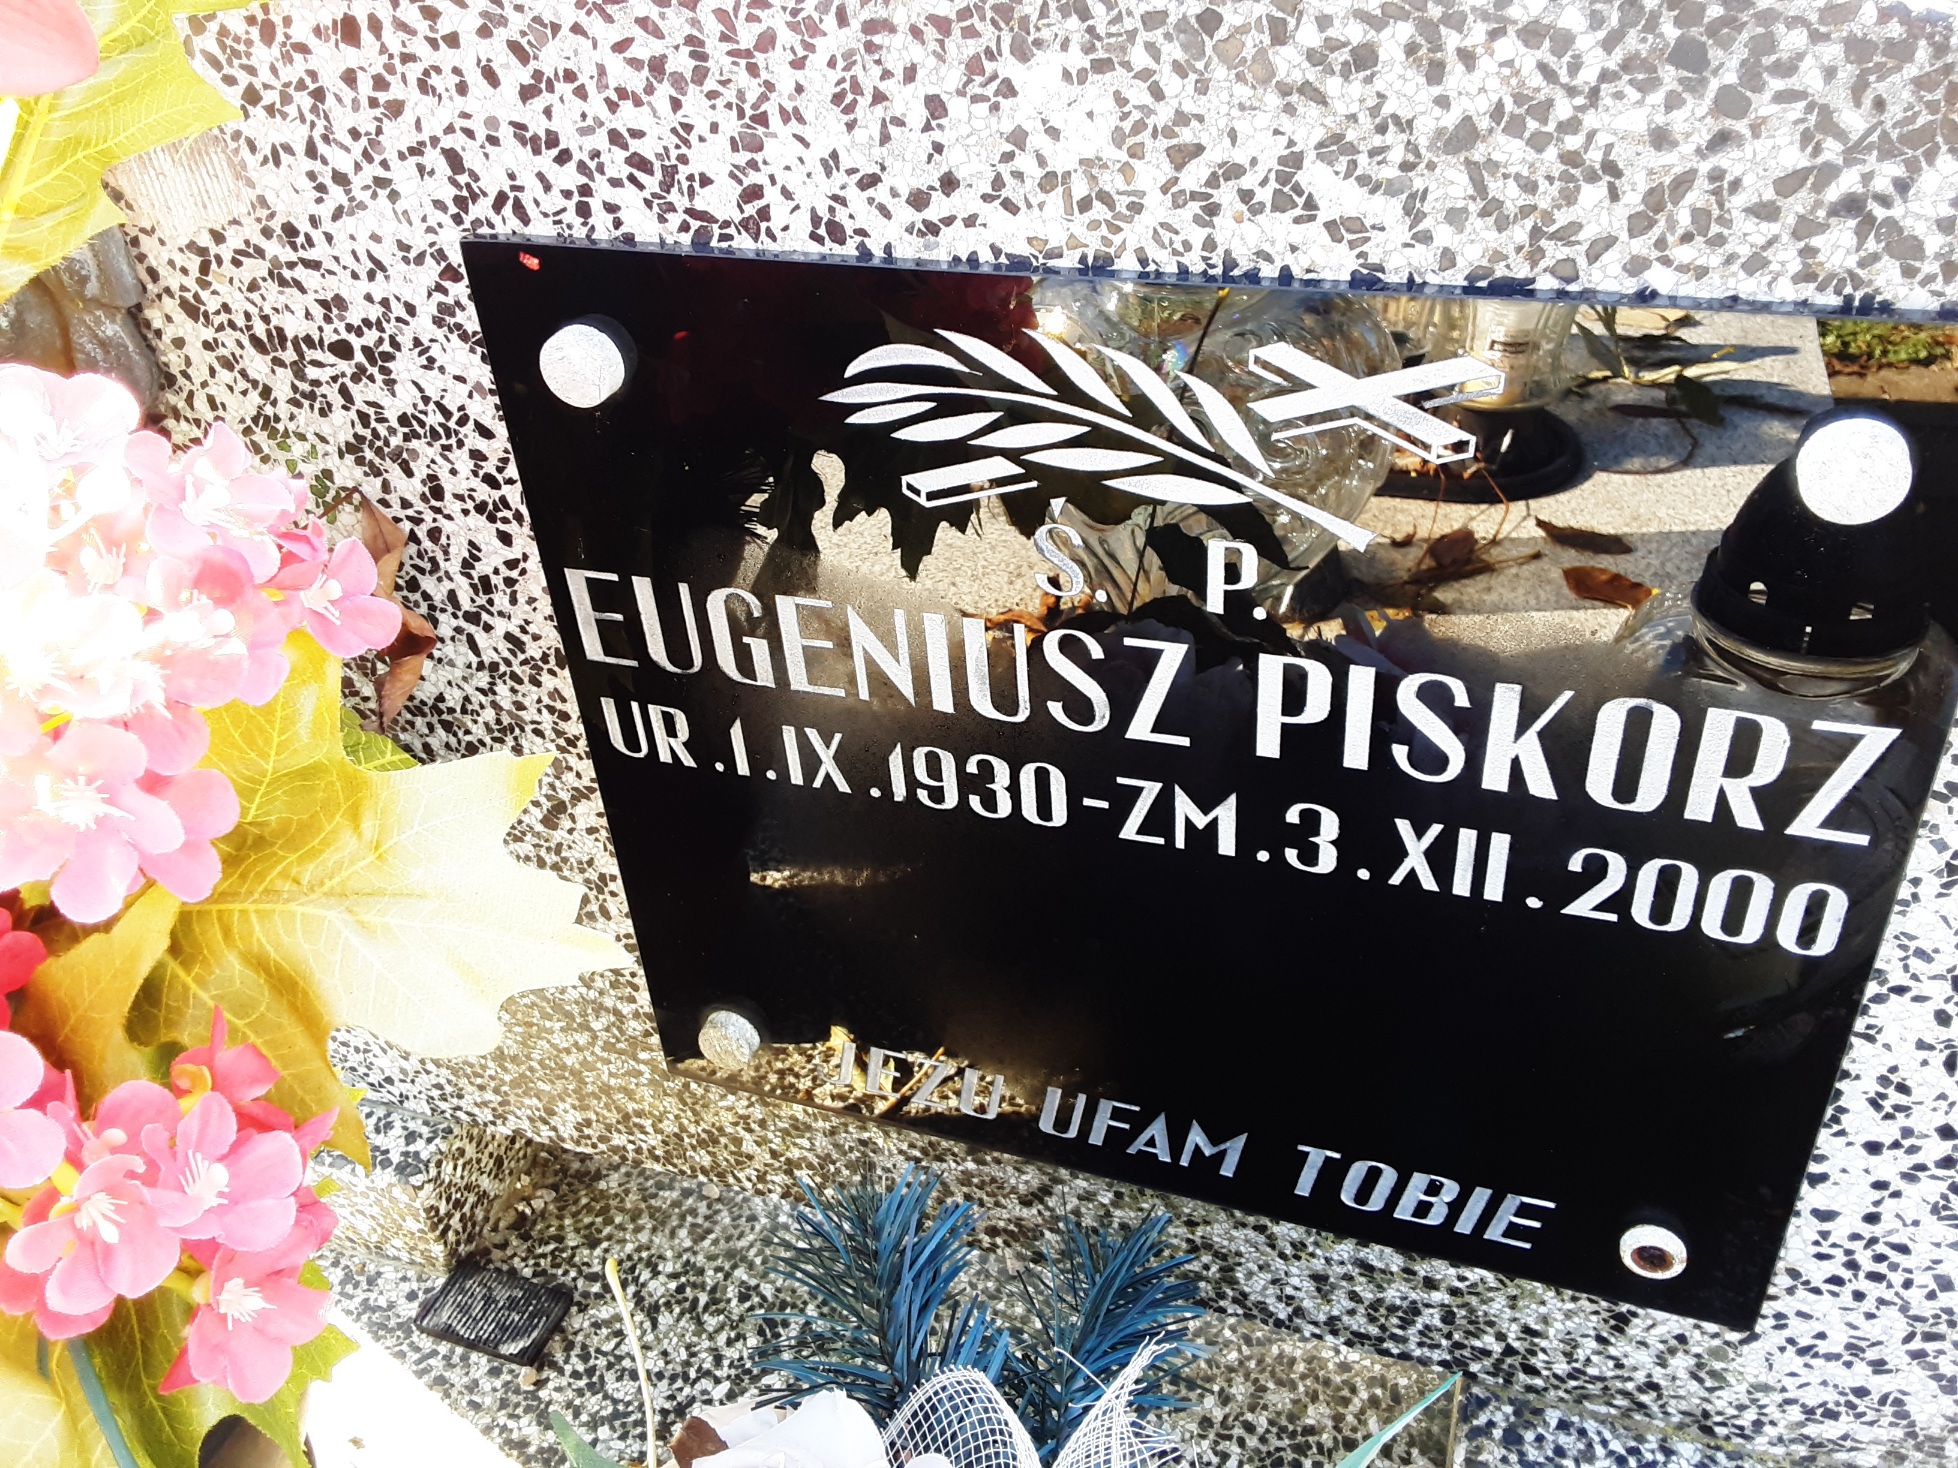 Ś. P.
EUGENIUSZ PISKORZ
UR.1.IX.1930-ZM.3.XII.2000
JEZU UFAM TOBIE